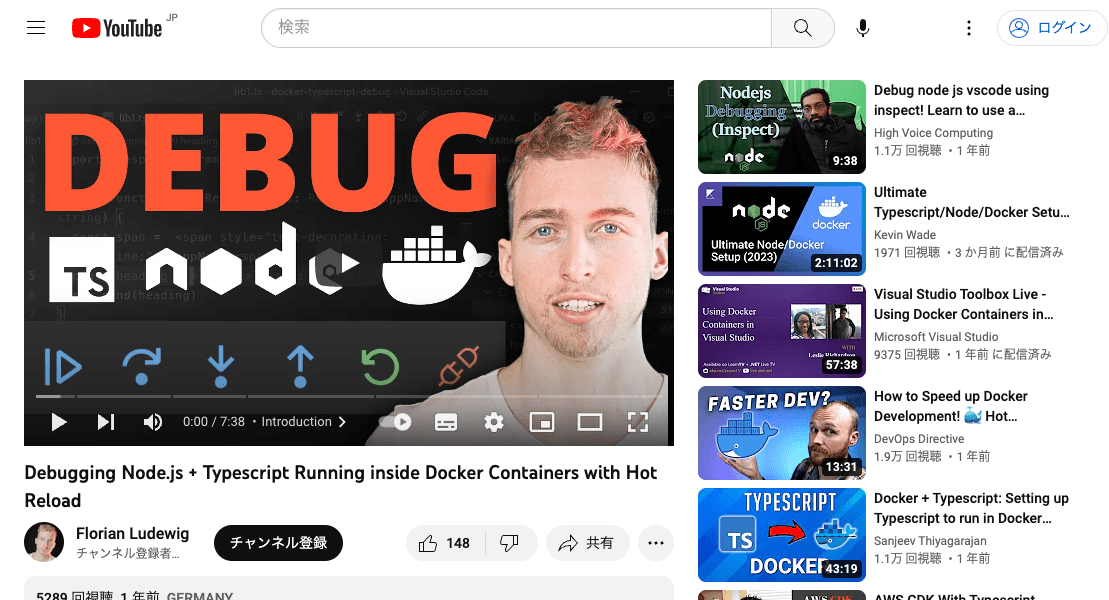 YouTube JP
検索
ログイン
lib1.ts - docker-typescript-debug - Visual Studio Code
DEBUG
TS node
0:00 / 7:38 • Introduction
Debugging Node.js + Typescript Running inside Docker Containers with Hot
Reload
Florian Ludewig
チャンネル登録者...
チャンネル登録
148
共有
5289 回視聴 1 年前 GERMANY
Nodejs
Debugging
(Inspect)
node
9:38
Debug node js vscode using
inspect! Learn to use a...
High Voice Computing
1.1万 回視聴 • 1 年前
node
docker
Ultimate Node/Docker
Setup (2023)
2:11:02
Ultimate
Typescript/Node/Docker Setu...
Kevin Wade
1971 回視聴 • 3 か月前 に配信済み
Visual Studio
Using Docker
Containers in
Visual Studio
WITH
Leslie Richardson
57:38
Visual Studio Toolbox Live -
Using Docker Containers in...
Microsoft Visual Studio
9375 回視聴 • 1 年前 に配信済み
FASTER DEV?
13:31
How to Speed up Docker
Development! 🐳 Hot...
DevOps Directive
1.9万 回視聴 • 1 年前
TYPESCRIPT
TS
DOCKER
43:19
Docker + Typescript: Setting up
Typescript to run in Docker...
Sanjeev Thiyagarajan
1.1万 回視聴 • 1 年前
AWS CDK
AWS CDK With Typescript